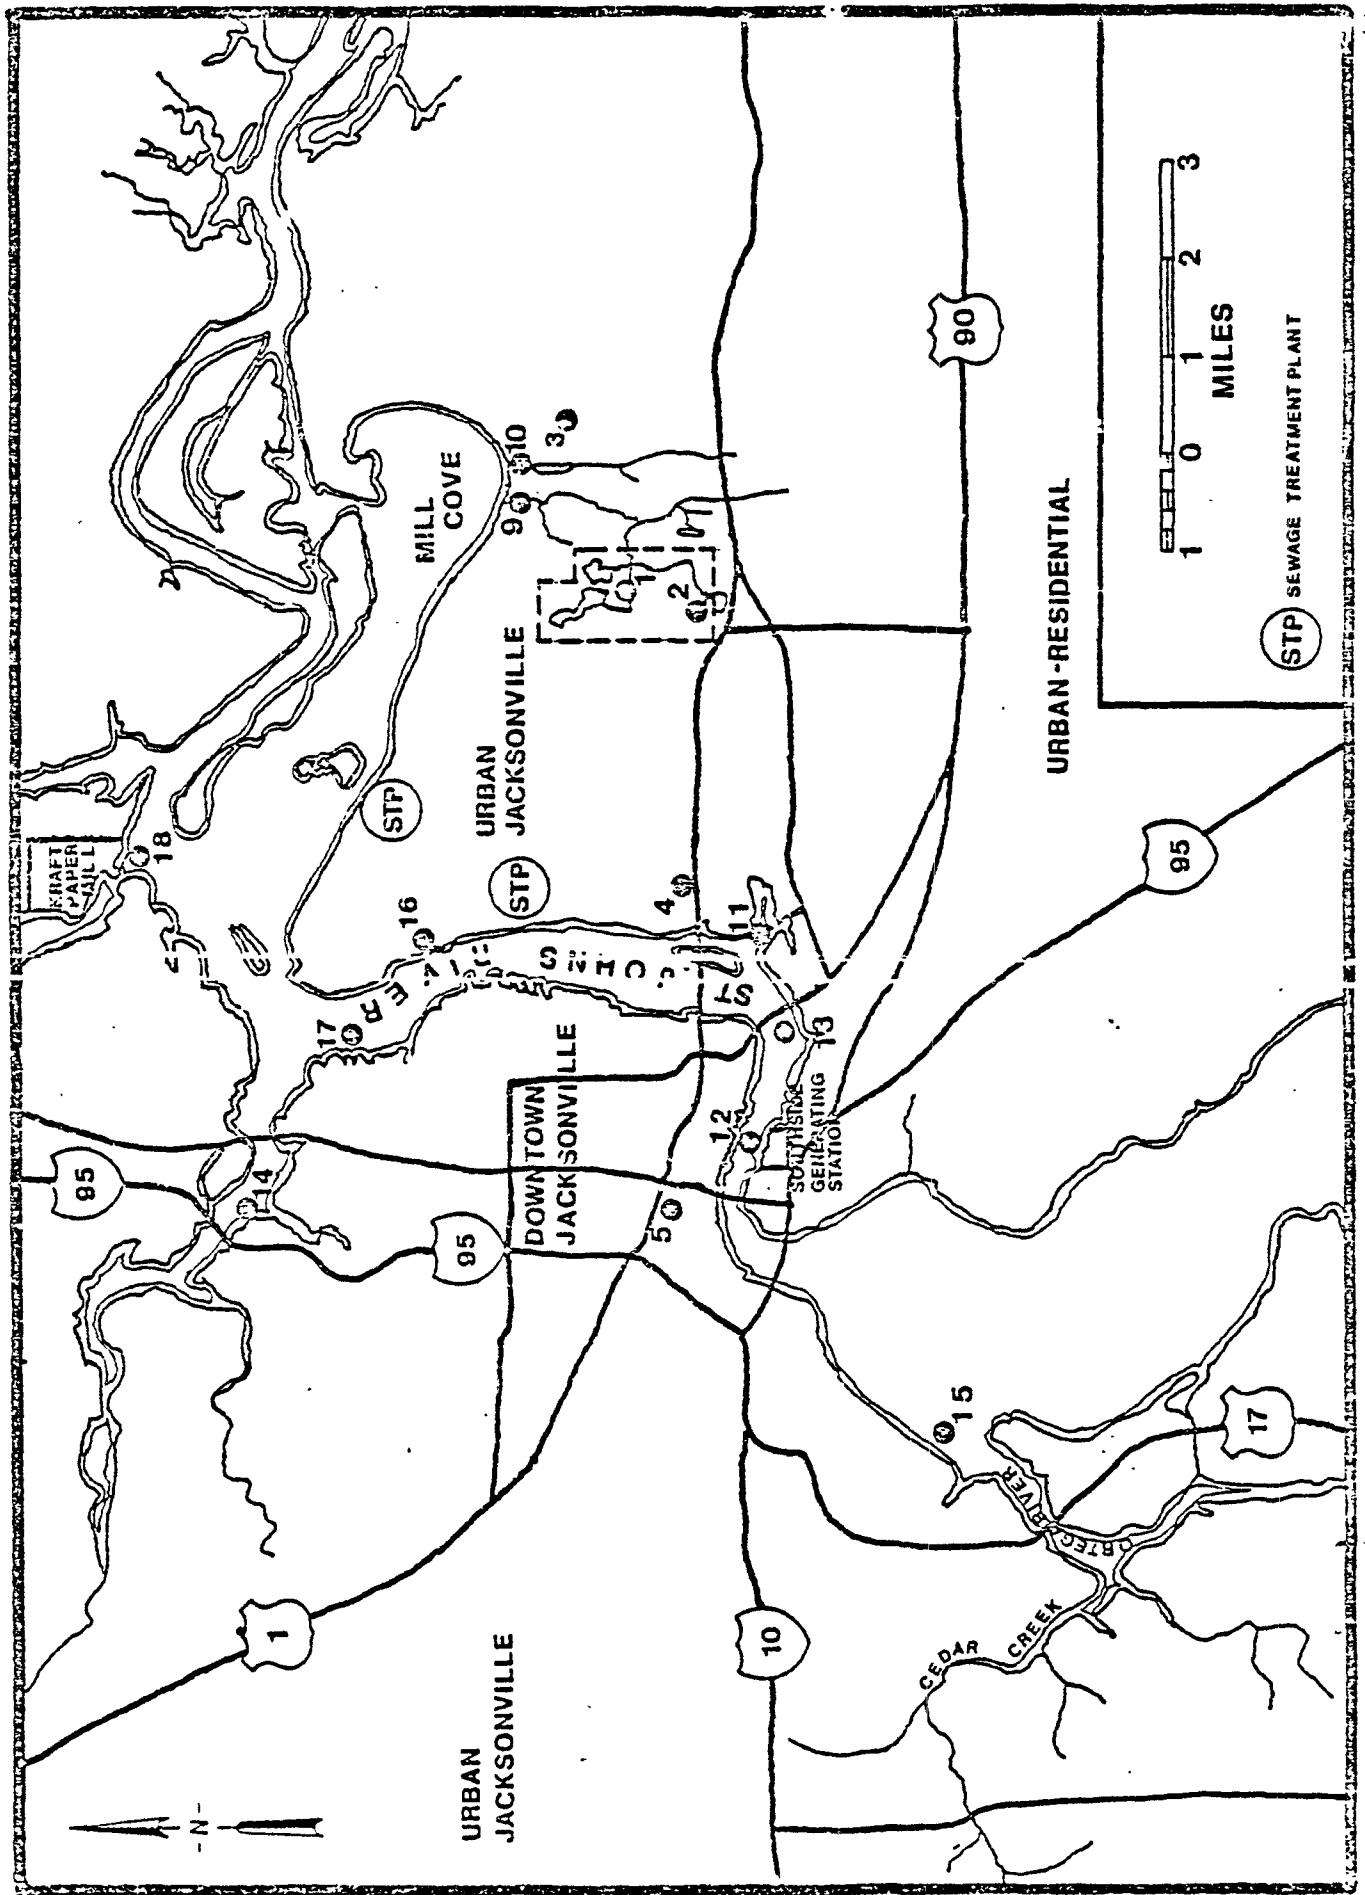 95
1
95
14
17
16
18
KRAFT
PAPER
MILL
STP
STP
MILL
COVE
9
10
3
1
2
URBAN
JACKSONVILLE
URBAN
JACKSONVILLE
DOWNTOWN
JACKSONVILLE
ST
RIVER
5
4
11
12
13
SOUTHSIDE
GENERATING
STATION
10
90
95
15
17
CEDAR
CREEK
RIVER
URBAN-RESIDENTIAL
-N-
1 0 1 2 3
MILES
STP SEWAGE TREATMENT PLANT